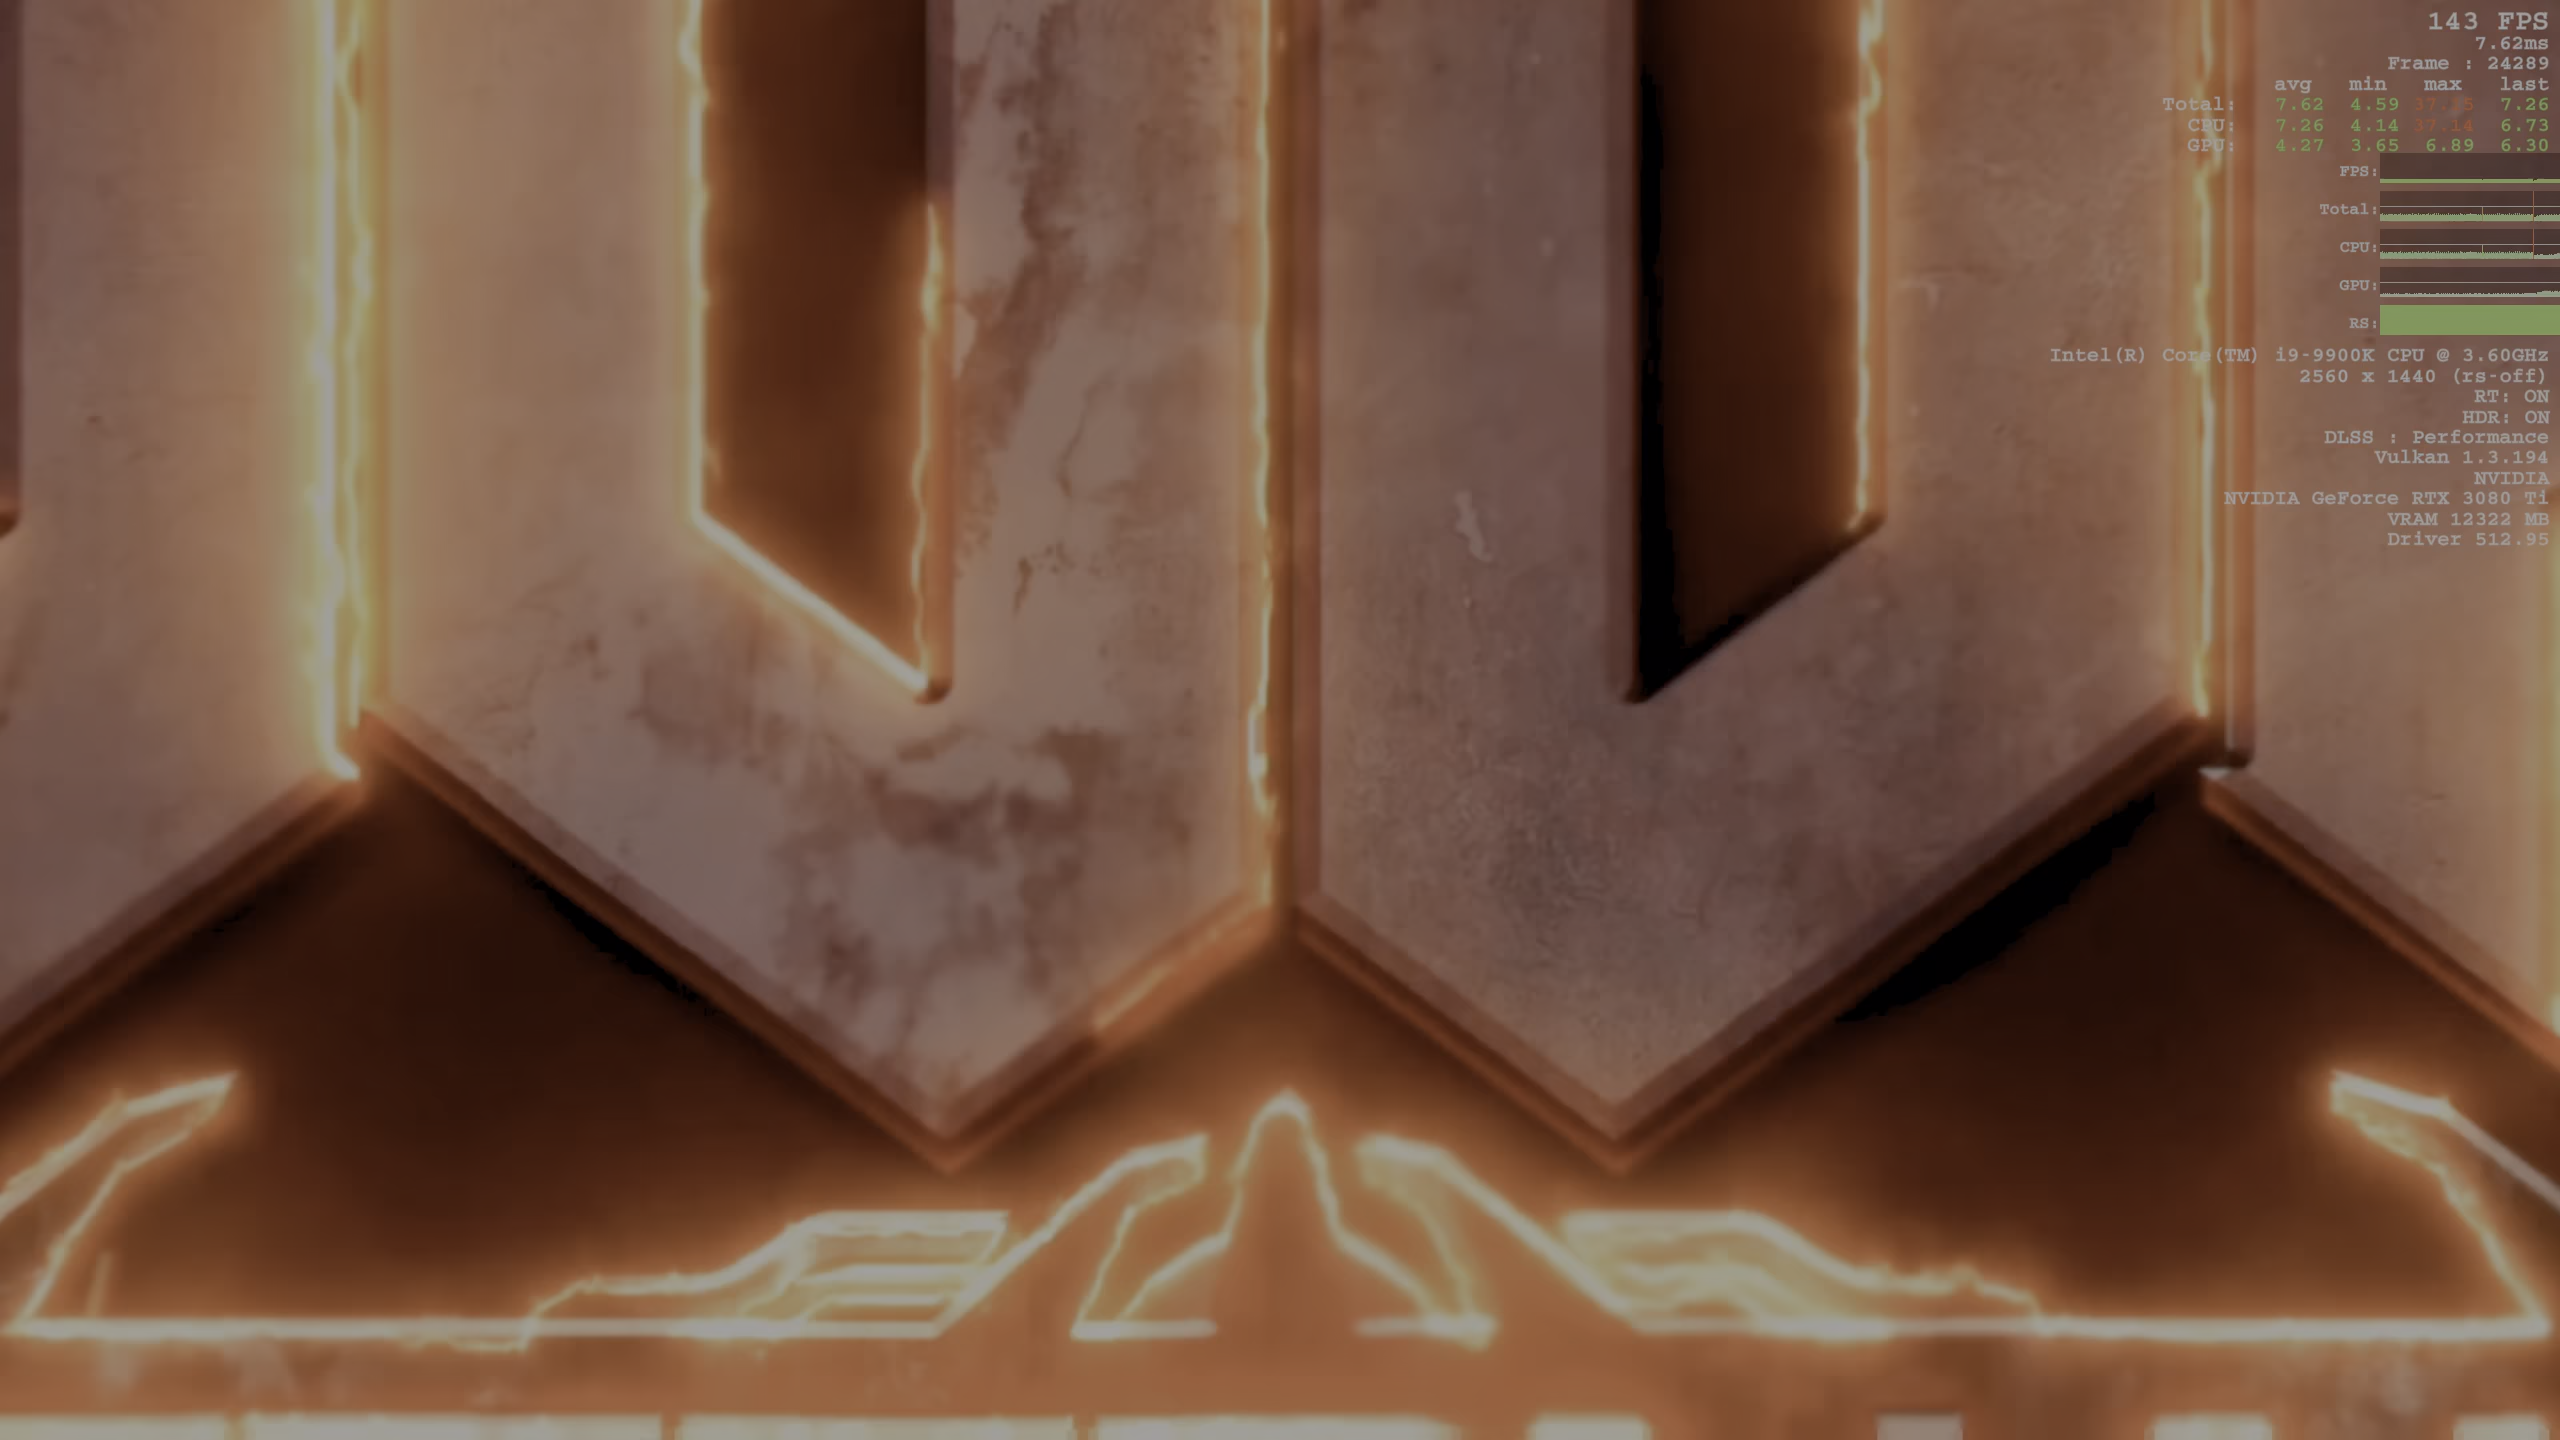 143 FPS
7.62ms
Frame : 24289
avg min max last
Total: 7.62 4.59 7.26
CPU: 7.26 4.14 37.14 6.73
GPU: 4.27 3.65 6.89 6.30
FPS:
Total:
CPU:
GPU:
RS:
Intel(R) Core(TM) i9-9900K CPU @ 3.60GHz
2560 x 1440 (rs-off)
RT: ON
HDR: ON
DLSS : Performance
Vulkan 1.3.194
NVIDIA
NVIDIA GeForce RTX 3080 Ti
VRAM 12322 MB
Driver 512.95